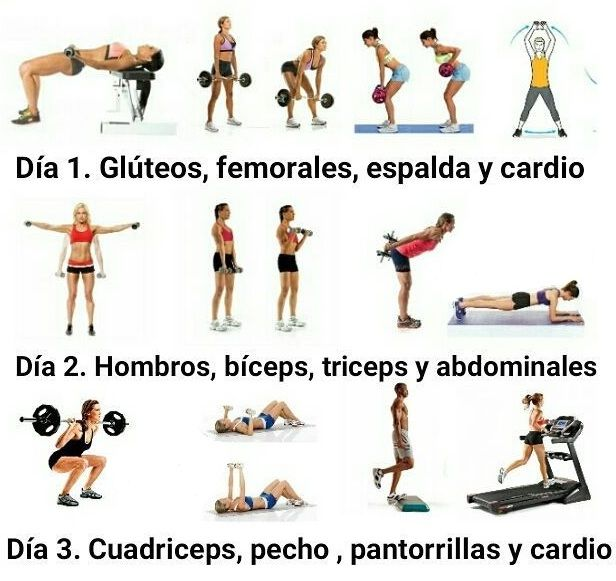 Día 1. Glúteos, femorales, espalda y cardio
Día 2. Hombros, bíceps, triceps y abdominales
Día 3. Cuadriceps, pecho , pantorrillas y cardio